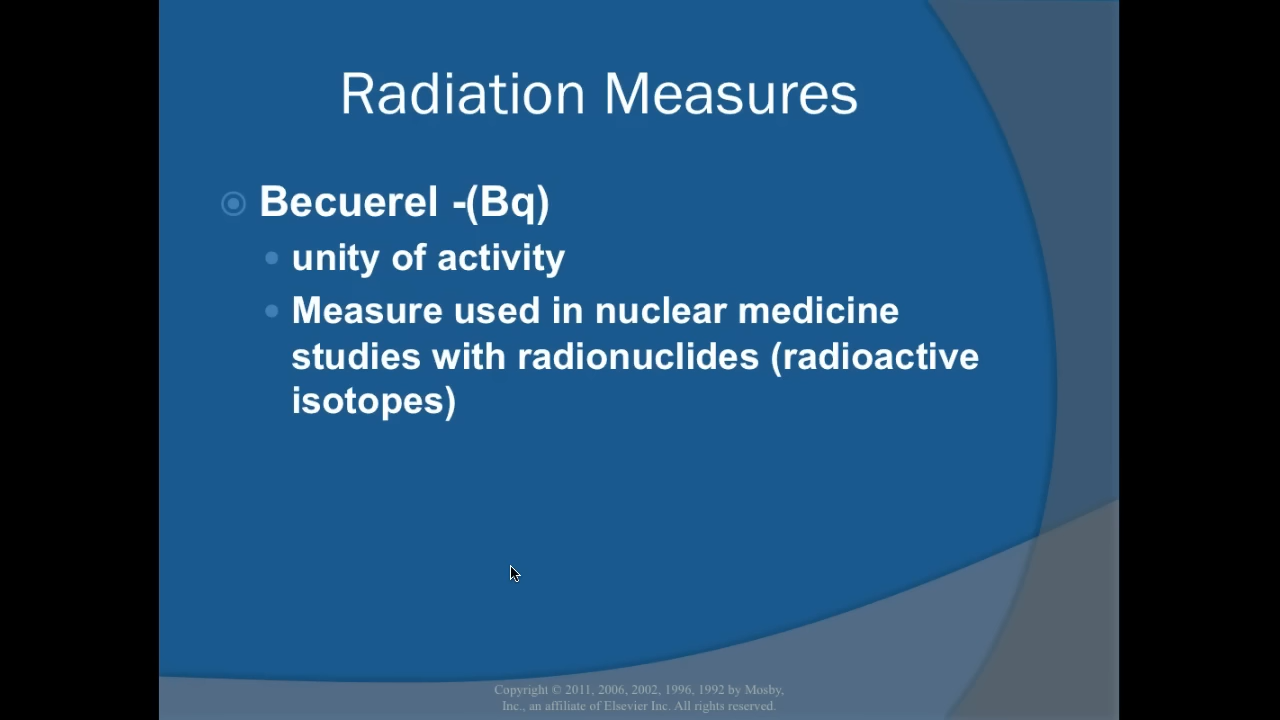 Radiation Measures
Becuerel -(Bq)
unity of activity
Measure used in nuclear medicine
studies with radionuclides (radioactive
isotopes)
Copyright © 2011, 2006, 2002, 1996, 1992 by Mosby,
Inc., an affiliate of Elsevier Inc. All rights reserved.